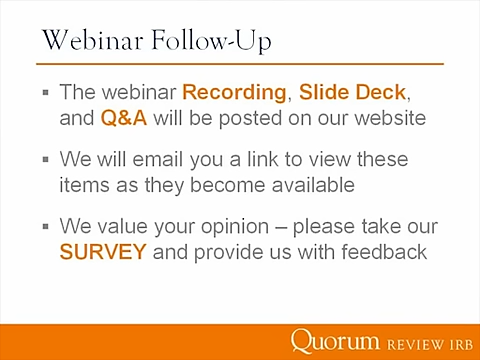 Webinar Follow-Up
▪ The webinar Recording, Slide Deck,
and Q&A will be posted on our website
▪ We will email you a link to view these
items as they become available
▪ We value your opinion – please take our
SURVEY and provide us with feedback
Quorum REVIEW IRB